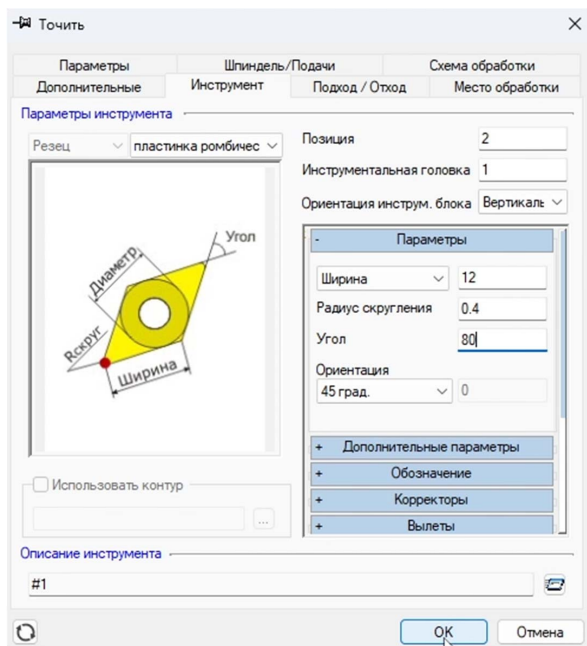 Точить
Параметры Шпиндель/Подачи Схема обработки
Дополнительные Инструмент Подход / Отход Место обработки
Параметры инструмента
Резец пластинка ромбичес
Позиция 2
Инструментальная головка 1
Ориентация инструм. блока Вертикаль
- Параметры
Ширина 12
Радиус скругления 0.4
Угол 80
Ориентация
45 град. 0
Угол
Диаметр
Rскруг
Ширина
+ Дополнительные параметры
+ Обозначение
+ Корректоры
+ Вылеты
Использовать контур
...
Описание инструмента
#1
OK Отмена